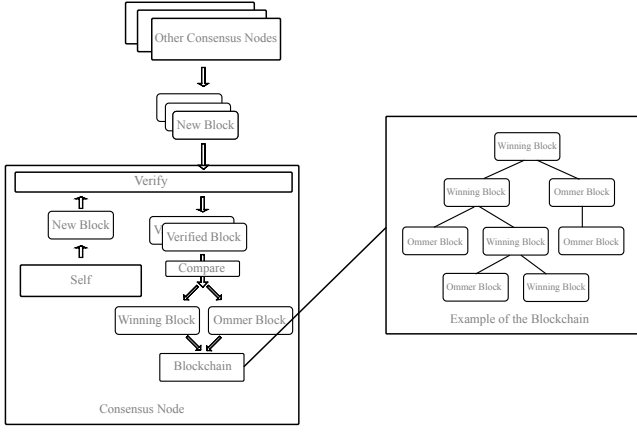 Other Consensus Nodes
New Block
Verify
New Block
V
Verified Block
Self
Compare
Winning Block
Ommer Block
Blockchain
Consensus Node
Winning Block
Winning Block
Ommer Block
Ommer Block
Winning Block
Ommer Block
Ommer Block
Winning Block
Example of the Blockchain